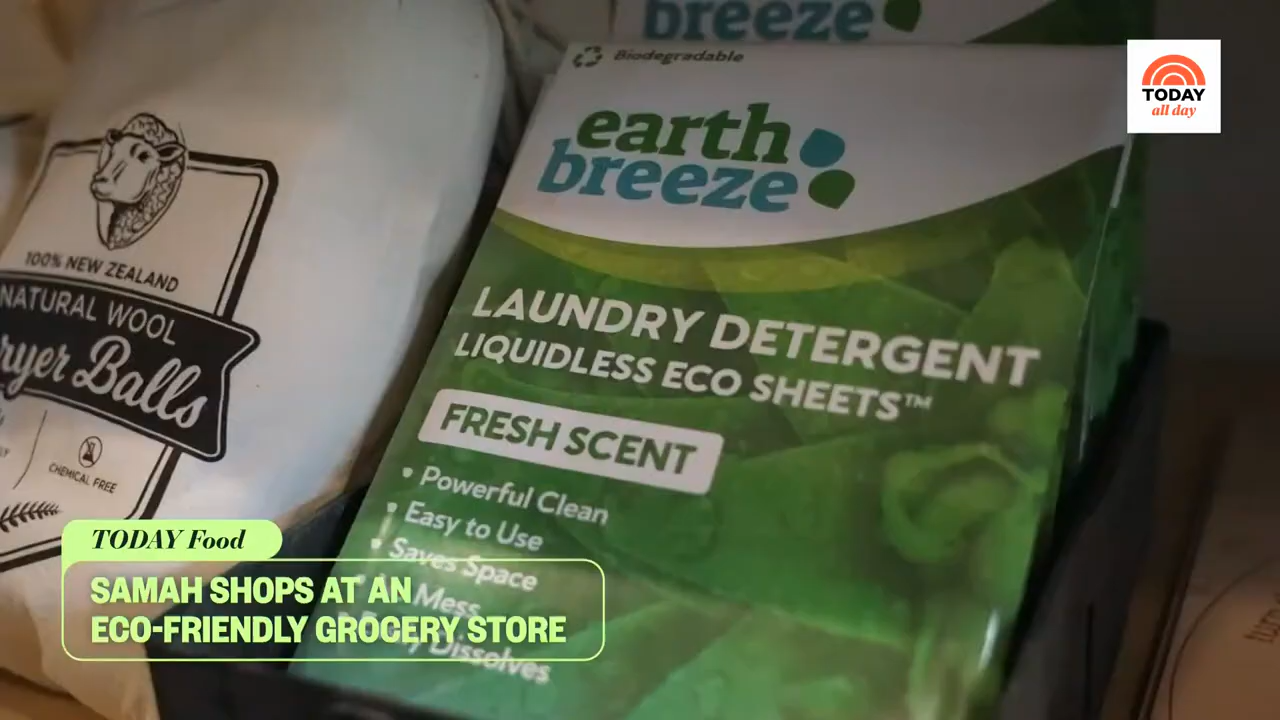 breeze
Biodegradable
earth
breeze
LAUNDRY DETERGENT
LIQUIDLESS ECO SHEETS™
FRESH SCENT
• Powerful Clean
• Easy to Use
• Saves Space
Mess
Dissolves
100% NEW ZEALAND
NATURAL WOOL
Balls
CHEMICAL FREE
TODAY
all day
TODAY Food
SAMAH SHOPS AT AN
ECO-FRIENDLY GROCERY STORE